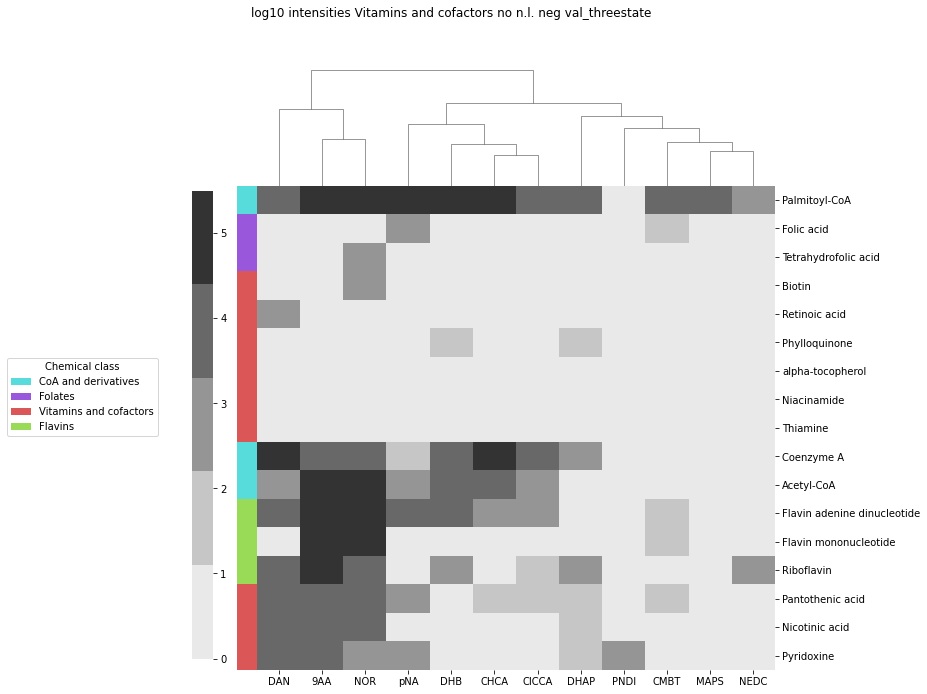 log10 intensities Vitamins and cofactors no n.l. neg val_threestate
5
4
3
2
1
0
Chemical class
CoA and derivatives
Folates
Vitamins and cofactors
Flavins
Palmitoyl-CoA
Folic acid
Tetrahydrofolic acid
Biotin
Retinoic acid
Phylloquinone
alpha-tocopherol
Niacinamide
Thiamine
Coenzyme A
Acetyl-CoA
Flavin adenine dinucleotide
Flavin mononucleotide
Riboflavin
Pantothenic acid
Nicotinic acid
Pyridoxine
DAN 9AA NOR pNA DHB CHCA ClCCA DHAP PNDI CMBT MAPS NEDC